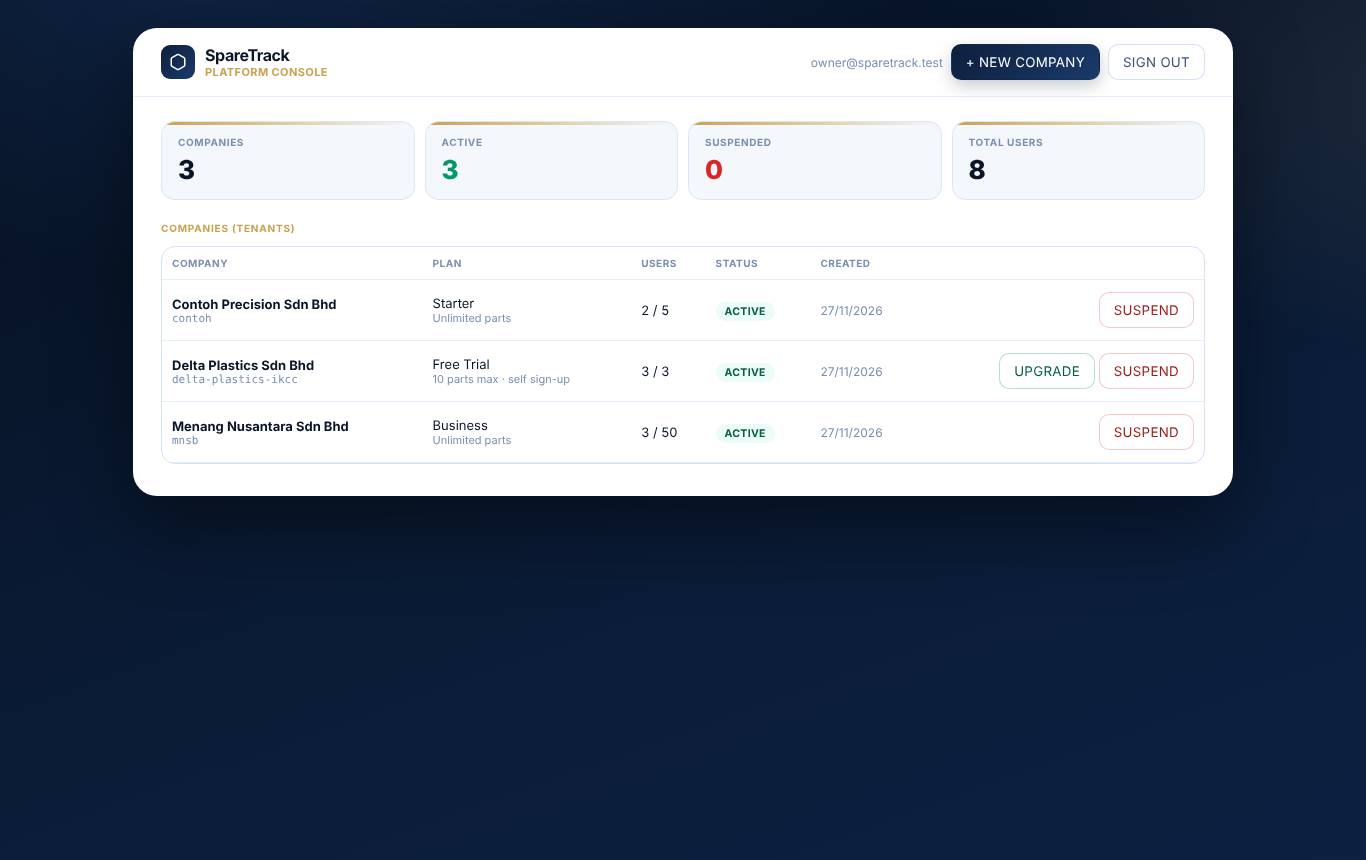 SpareTrack
PLATFORM CONSOLE
owner@sparetrack.test
+ NEW COMPANY
SIGN OUT
COMPANIES
3
ACTIVE
3
SUSPENDED
0
TOTAL USERS
8
COMPANIES (TENANTS)
COMPANY PLAN USERS STATUS CREATED
Contoh Precision Sdn Bhd
contoh
Starter
Unlimited parts
2 / 5
ACTIVE
27/11/2026
SUSPEND
Delta Plastics Sdn Bhd
delta-plastics-ikcc
Free Trial
10 parts max · self sign-up
3 / 3
ACTIVE
27/11/2026
UPGRADE
SUSPEND
Menang Nusantara Sdn Bhd
mnsb
Business
Unlimited parts
3 / 50
ACTIVE
27/11/2026
SUSPEND